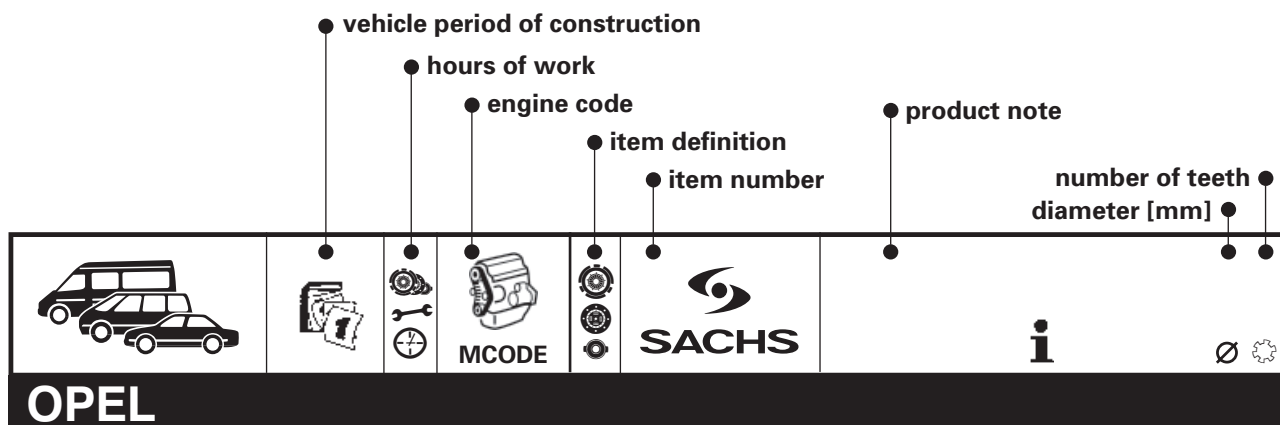 vehicle period of construction
hours of work
engine code
product note
item definition
item number
number of teeth
diameter [mm]
1
MCODE
SACHS
i
Ø
OPEL